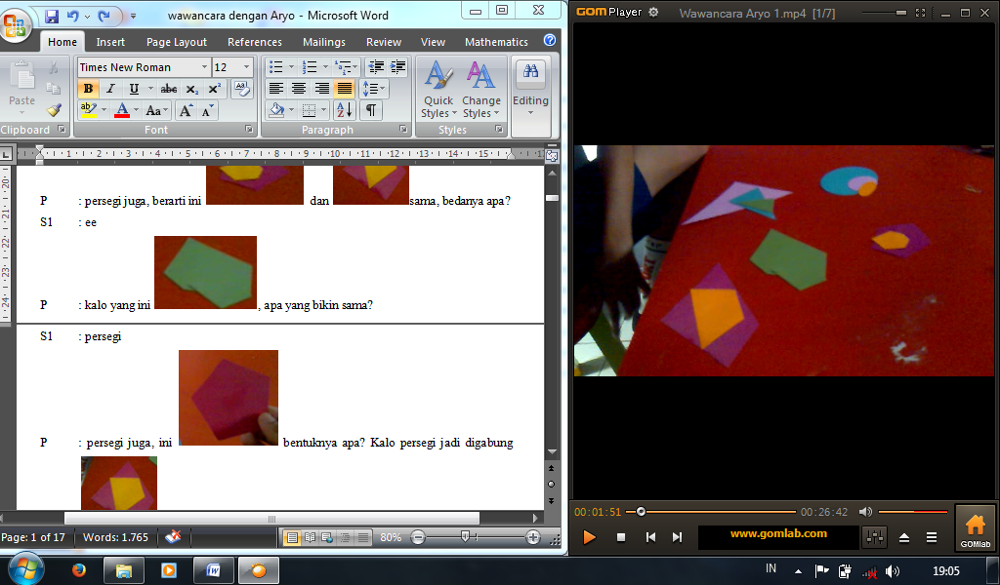 wawancara dengan Aryo - Microsoft Word
Home Insert Page Layout References Mailings Review View Mathematics
Times New Roman 12
Paste
Quick Styles
Change Styles
Editing
Clipboard Font Paragraph Styles
P : persegi juga, berarti ini dan sama, bedanya apa?
S1 : ee
P : kalo yang ini , apa yang bikin sama?
S1 : persegi
P : persegi juga, ini bentuknya apa? Kalo persegi jadi digabung
Page: 1 of 17 Words: 1.765 80%
GOM Player Wawancara Aryo 1.mp4 [1/7]
00:01:51 00:26:42
www.gomlab.com
GOMlab
IN 19:05